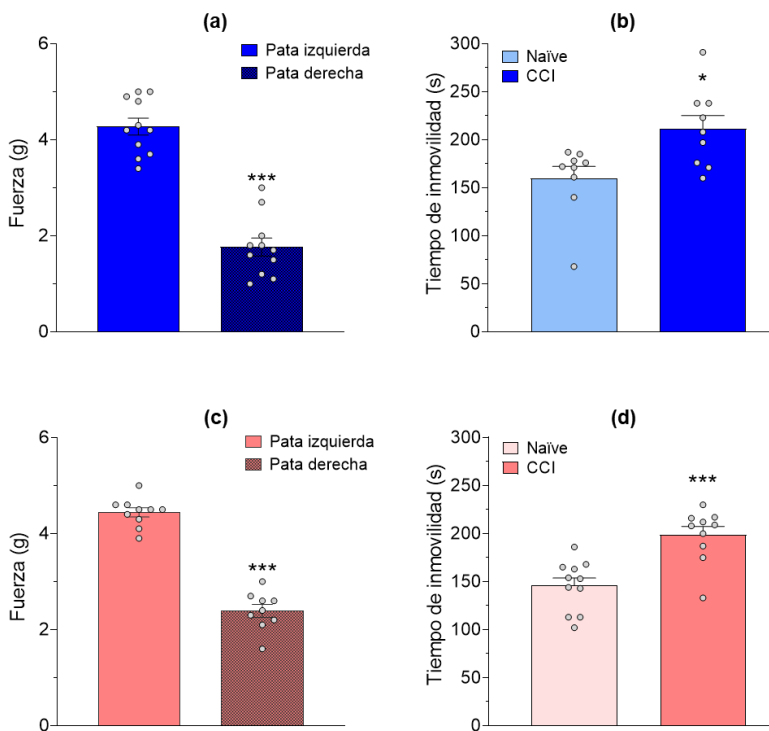 (a)
Pata izquierda
Pata derecha
Fuerza (g)
6
4
2
0
***
(b)
Naïve
CCI
Tiempo de inmovilidad (s)
300
250
200
150
100
50
0
*
(c)
Pata izquierda
Pata derecha
Fuerza (g)
6
4
2
0
***
(d)
Naïve
CCI
Tiempo de inmovilidad (s)
300
250
200
150
100
50
0
***